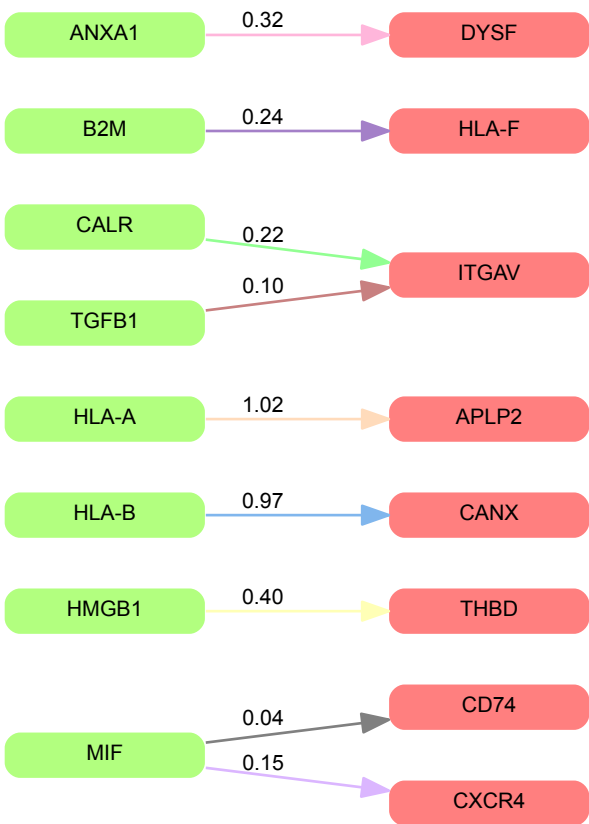 ANXA1 0.32 DYSF
B2M 0.24 HLA-F
CALR 0.22
ITGAV
TGFB1 0.10
HLA-A 1.02 APLP2
HLA-B 0.97 CANX
HMGB1 0.40 THBD
MIF
0.04 CD74
0.15 CXCR4